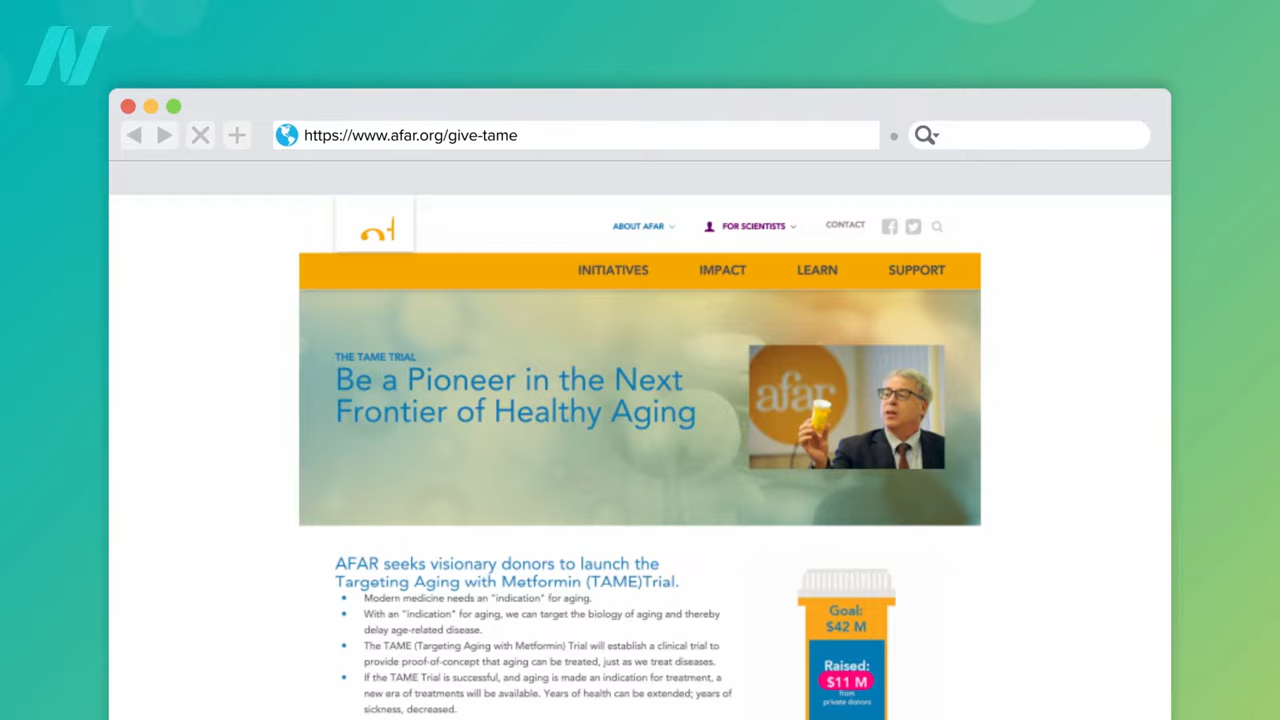 N
https://www.afar.org/give-tame
af
ABOUT AFAR
FOR SCIENTISTS
CONTACT
INITIATIVES
IMPACT
LEARN
SUPPORT
THE TAME TRIAL
Be a Pioneer in the Next
Frontier of Healthy Aging
afar
AFAR seeks visionary donors to launch the
Targeting Aging with Metformin (TAME)Trial.
• Modern medicine needs an "indication" for aging.
• With an "indication" for aging, we can target the biology of aging and thereby
delay age-related disease.
• The TAME (Targeting Aging with Metformin) Trial will establish a clinical trial to
provide proof-of-concept that aging can be treated, just as we treat diseases.
• If the TAME Trial is successful, and aging is made an indication for treatment, a
new era of treatments will be available. Years of health can be extended; years of
sickness, decreased.
Goal:
$42 M
Raised:
$11 M
from
private donors